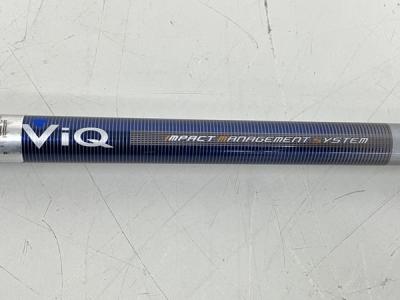 ViQ IMPACT MANAGEMENT SYSTEM